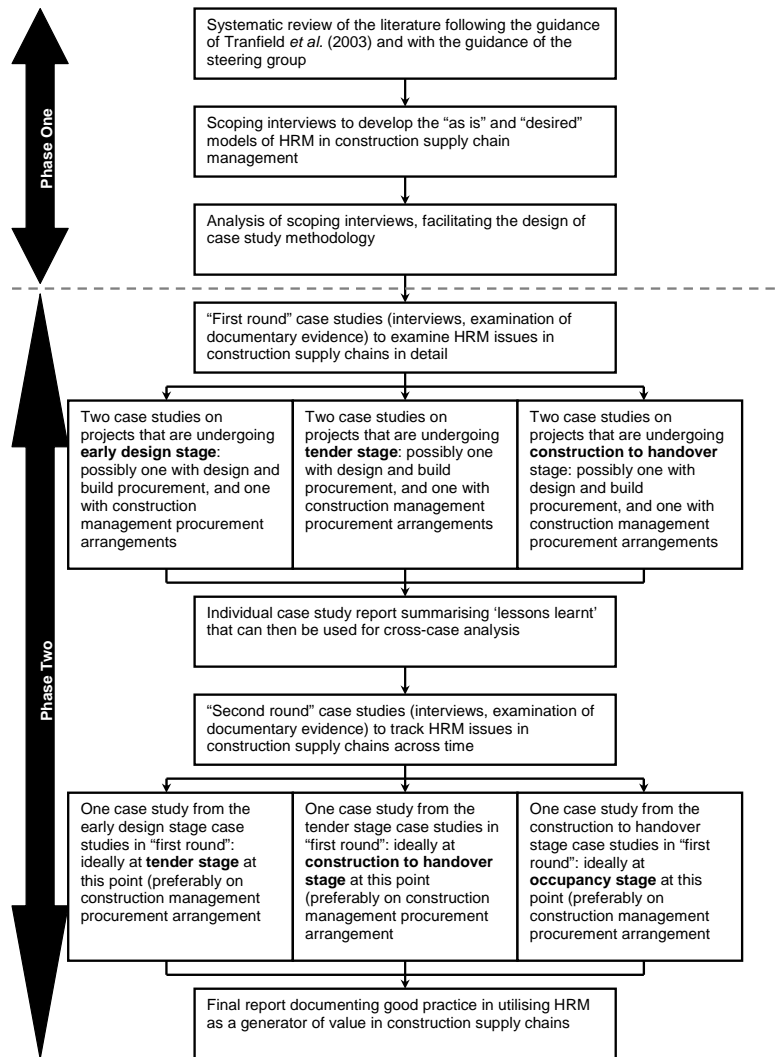 Systematic review of the literature following the guidance
of Tranfield et al. (2003) and with the guidance of the
steering group
Phase One
Scoping interviews to develop the “as is” and “desired”
models of HRM in construction supply chain
management
Analysis of scoping interviews, facilitating the design of
case study methodology
“First round” case studies (interviews, examination of
documentary evidence) to examine HRM issues in
construction supply chains in detail
Two case studies on
projects that are undergoing
early design stage:
possibly one with design and
build procurement, and one
with construction
management procurement
arrangements
Two case studies on
projects that are undergoing
tender stage: possibly one
with design and build
procurement, and one with
construction management
procurement arrangements
Two case studies on
projects that are undergoing
construction to handover
stage: possibly one with
design and build
procurement, and one with
construction management
procurement arrangements
Individual case study report summarising ‘lessons learnt’
that can then be used for cross-case analysis
Phase Two
“Second round” case studies (interviews, examination of
documentary evidence) to track HRM issues in
construction supply chains across time
One case study from the
early design stage case
studies in “first round”:
ideally at tender stage at
this point (preferably on
construction management
procurement arrangement
One case study from the
tender stage case studies in
“first round”: ideally at
construction to handover
stage at this point
(preferably on construction
management procurement
arrangement
One case study from the
construction to handover
stage case studies in “first
round”: ideally at
occupancy stage at this
point (preferably on
construction management
procurement arrangement
Final report documenting good practice in utilising HRM
as a generator of value in construction supply chains